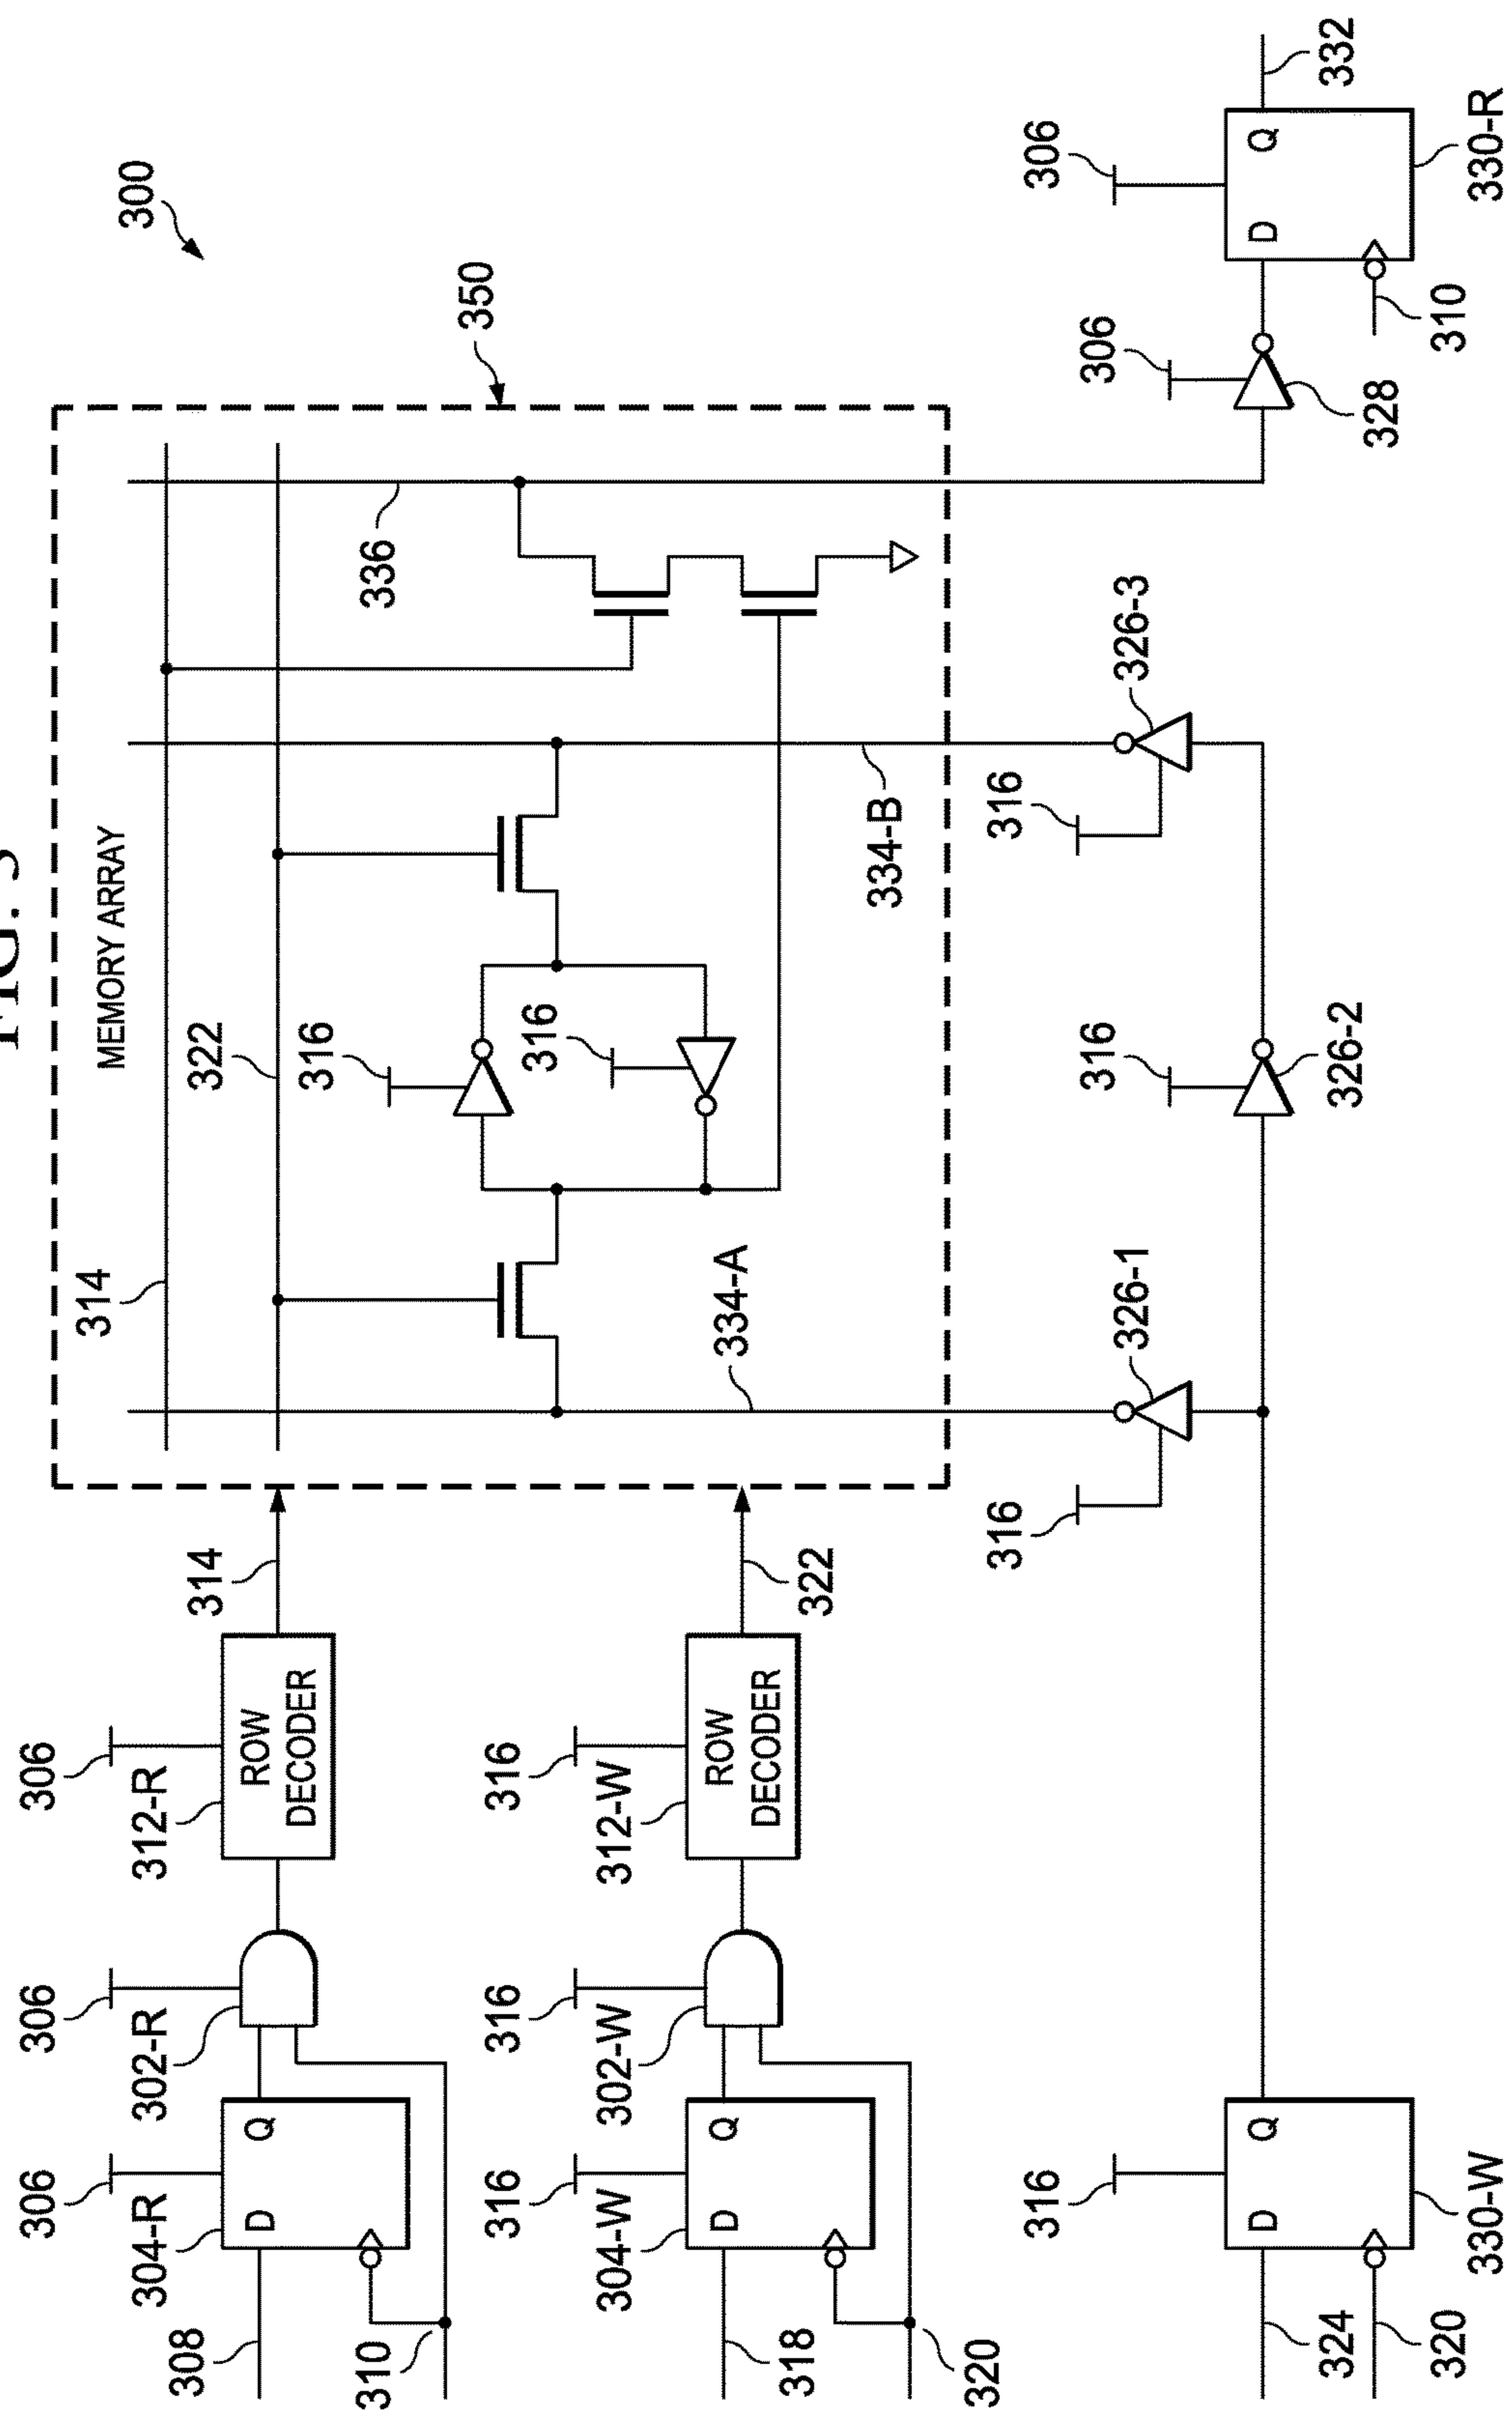 FIG. 3
306
306
306
314
MEMORY ARRAY
300
304-R
302-R
312-R
308
D
Q
ROW
DECODER
314
322
316
336
350
310
316
316
316
316
304-W
302-W
312-W
318
D
Q
ROW
DECODER
322
334-A
334-B
320
316
316
316
316
306
306
326-1
326-3
D
Q
D
Q
324
326-2
328
332
320
310
330-W
330-R